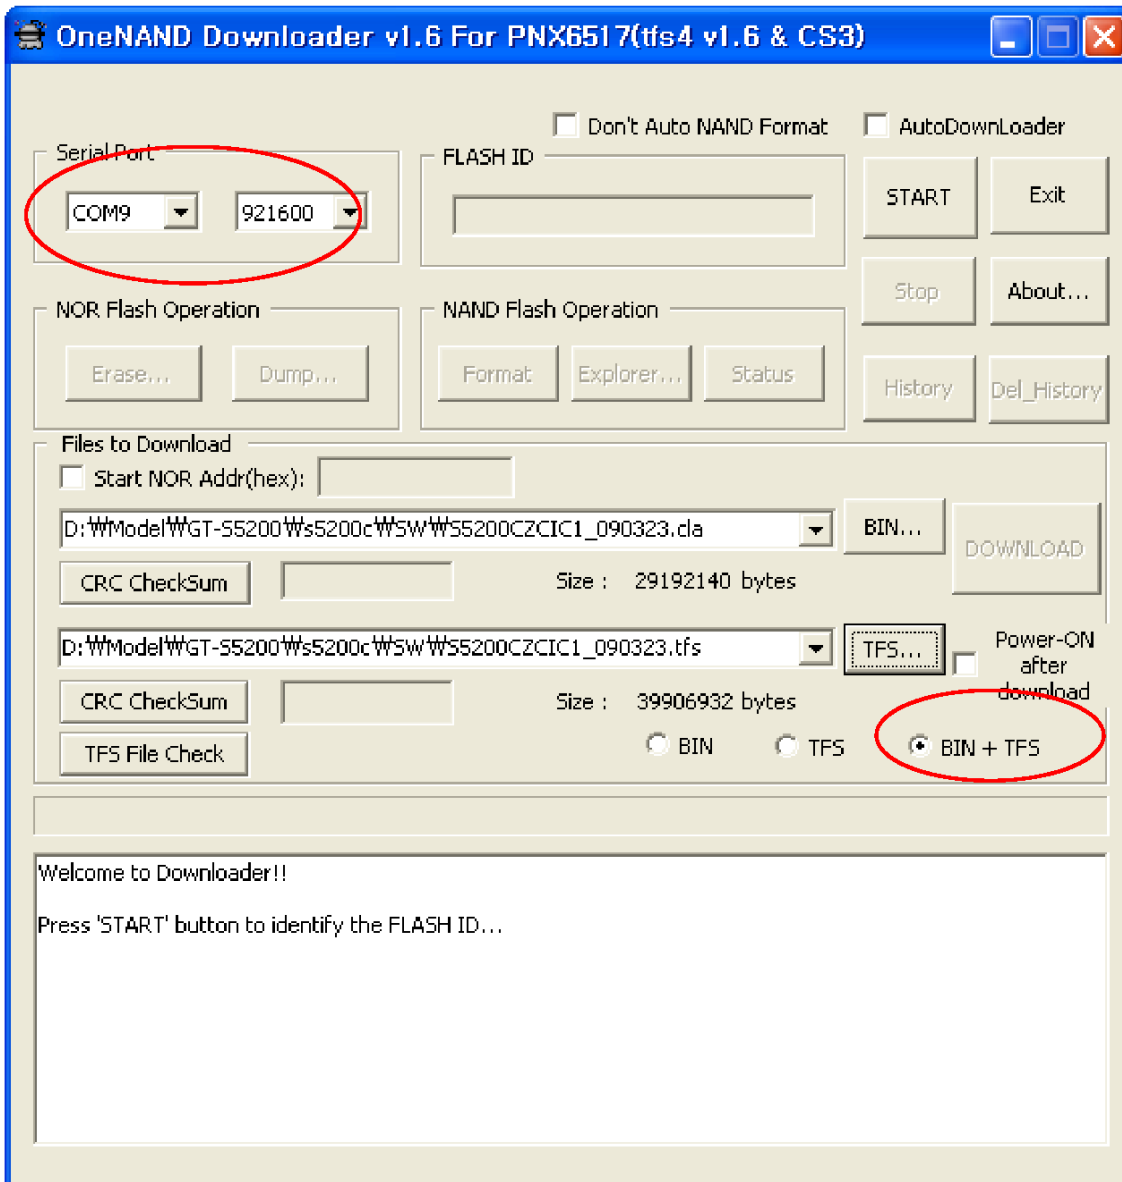 OneNAND Downloader v1.6 For PNX6517(tfs4 v1.6 & CS3)
Don't Auto NAND Format
AutoDownLoader
Serial Port
COM9
921600
FLASH ID
START
Exit
Stop
About...
NOR Flash Operation
Erase...
Dump...
NAND Flash Operation
Format
Explorer...
Status
History
Del_History
Files to Download
Start NOR Addr(hex):
D:₩Model₩GT-S5200₩s5200c₩SW₩S5200CZCIC1_090323.cla
BIN...
DOWNLOAD
CRC CheckSum
Size : 29192140 bytes
D:₩Model₩GT-S5200₩s5200c₩SW₩S5200CZCIC1_090323.tfs
TFS...
Power-ON
after
download
CRC CheckSum
Size : 39906932 bytes
TFS File Check
BIN
TFS
BIN + TFS
Welcome to Downloader!!
Press 'START' button to identify the FLASH ID...